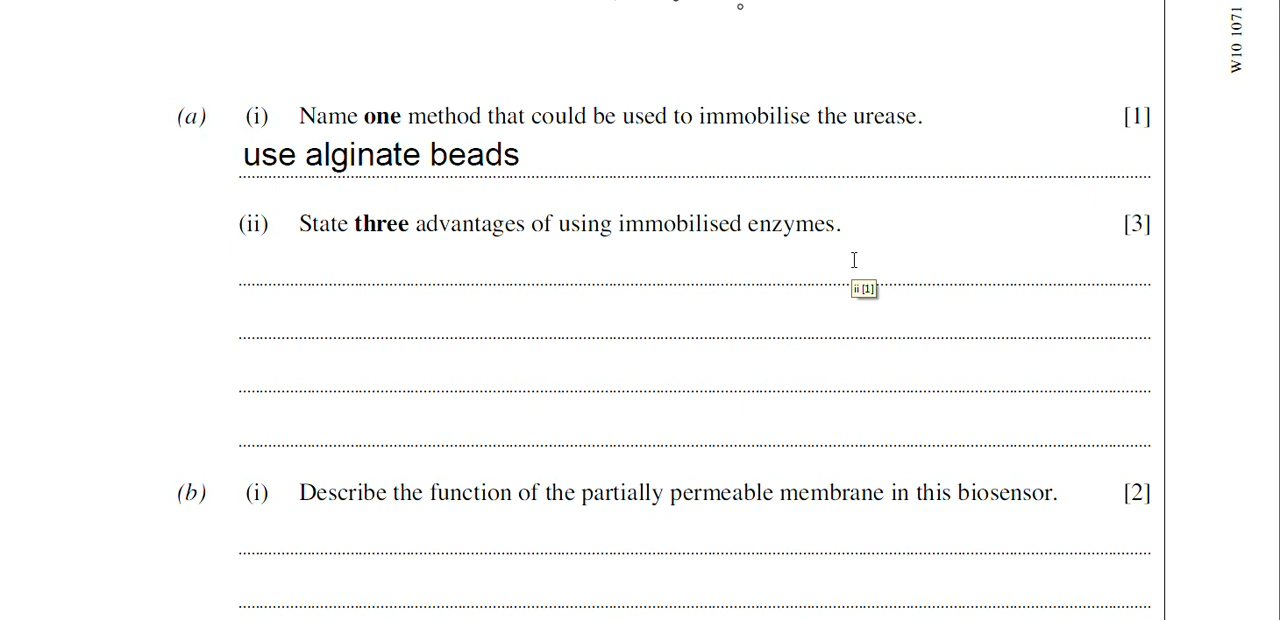 W10 1071
(a) (i) Name one method that could be used to immobilise the urease. [1]
use alginate beads
(ii) State three advantages of using immobilised enzymes. [3]
ii [1]
(b) (i) Describe the function of the partially permeable membrane in this biosensor. [2]